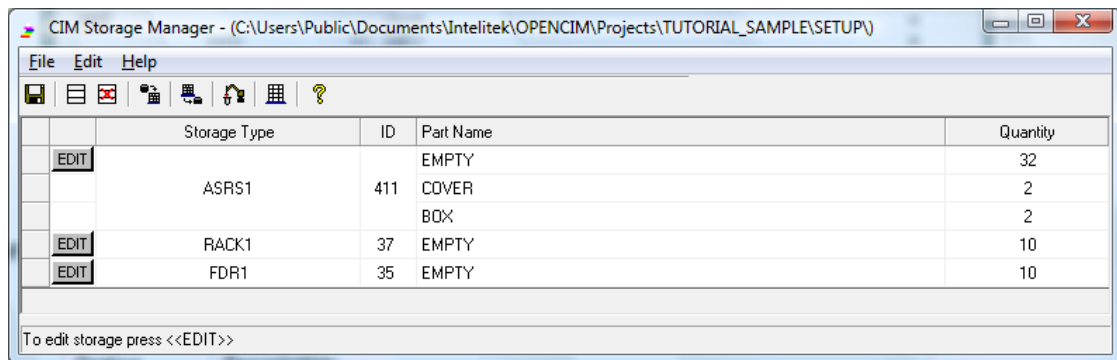 CIM Storage Manager - (C:\Users\Public\Documents\Intelitek\OPENCIM\Projects\TUTORIAL_SAMPLE\SETUP\)
File Edit Help
Storage Type ID Part Name Quantity
EDIT EMPTY 32
ASRS1 411 COVER 2
BOX 2
EDIT RACK1 37 EMPTY 10
EDIT FDR1 35 EMPTY 10
To edit storage press <<EDIT>>